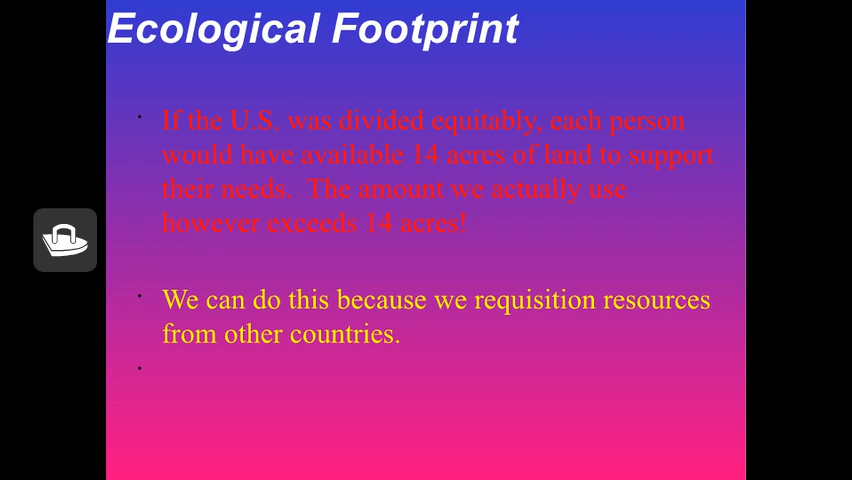 Ecological Footprint
If the U.S. was divided equitably, each person
would have available 14 acres of land to support
their needs.  The amount we actually use
however exceeds 14 acres!
We can do this because we requisition resources
from other countries.